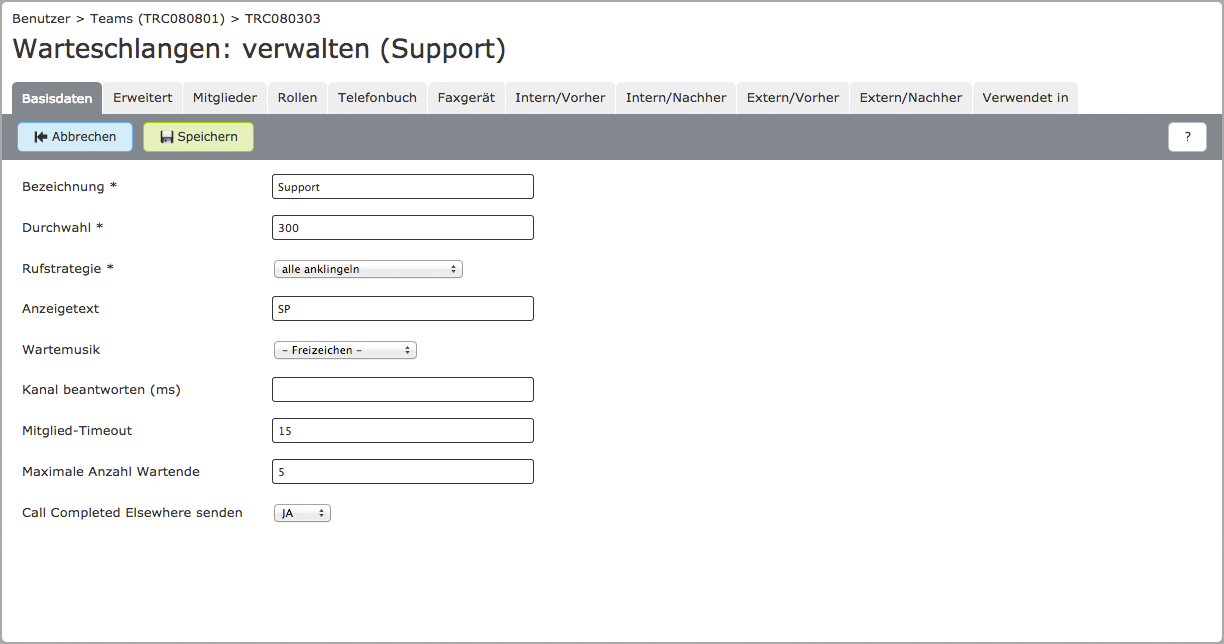 Benutzer > Teams (TRC080801) > TRC080303
Warteschlangen: verwalten (Support)
Basisdaten Erweitert Mitglieder Rollen Telefonbuch Faxgerät Intern/Vorher Intern/Nachher Extern/Vorher Extern/Nachher Verwendet in
Abbrechen Speichern ?
Bezeichnung * Support
Durchwahl * 300
Rufstrategie * alle anklingeln
Anzeigetext SP
Wartemusik – Freizeichen –
Kanal beantworten (ms)
Mitglied-Timeout 15
Maximale Anzahl Wartende 5
Call Completed Elsewhere senden JA